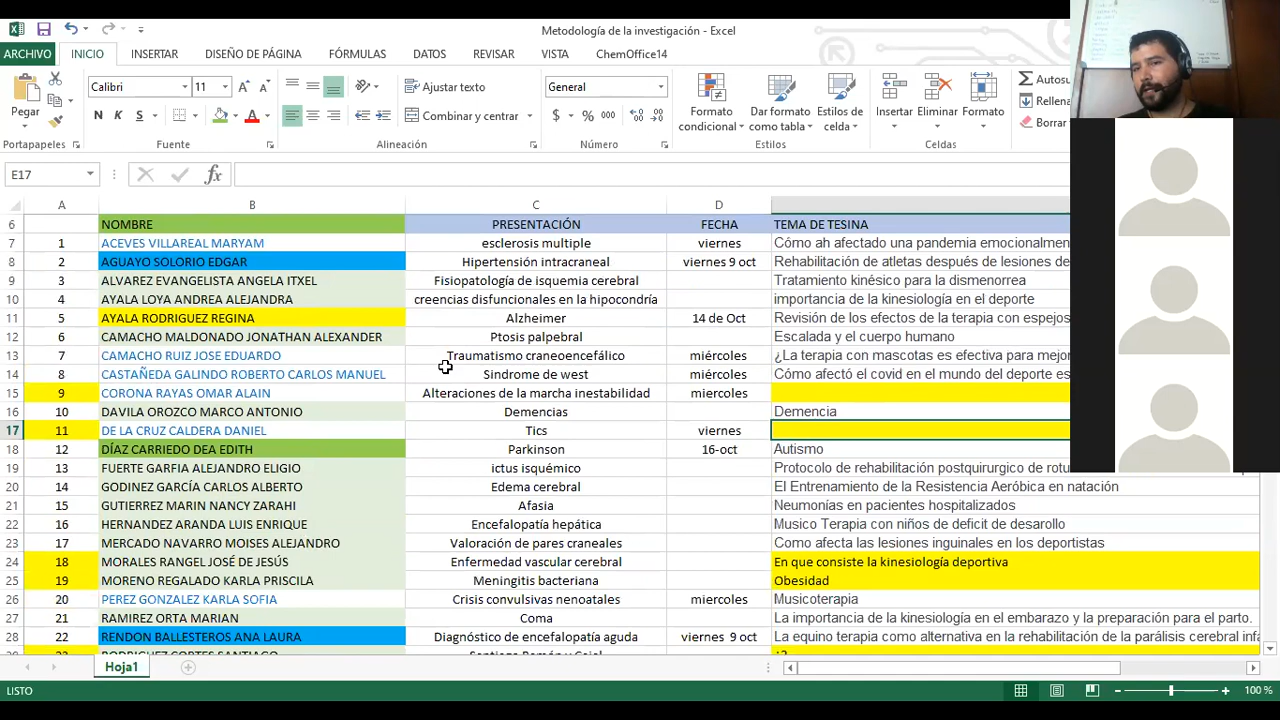 Metodología de la investigación - Excel
ARCHIVO INICIO INSERTAR DISEÑO DE PÁGINA FÓRMULAS DATOS REVISAR VISTA ChemOffice14
Calibri 11 Ajustar texto General Autosu
Pegar N K S Combinar y centrar $ % 000 Formato condicional Dar formato como tabla Estilos de celda Insertar Eliminar Formato Rellena
Borrar
Portapapeles Fuente Alineación Número Estilos Celdas
E17 fx
A B C D
6 NOMBRE PRESENTACIÓN FECHA TEMA DE TESINA
7 1 ACEVES VILLAREAL MARYAM esclerosis multiple viernes Cómo ah afectado una pandemia emocionalmen
8 2 AGUAYO SOLORIO EDGAR Hipertensión intracraneal viernes 9 oct Rehabilitación de atletas después de lesiones de
9 3 ALVAREZ EVANGELISTA ANGELA ITXEL Fisiopatología de isquemia cerebral Tratamiento kinésico para la dismenorrea
10 4 AYALA LOYA ANDREA ALEJANDRA creencias disfuncionales en la hipocondría importancia de la kinesiología en el deporte
11 5 AYALA RODRIGUEZ REGINA Alzheimer 14 de Oct Revisión de los efectos de la terapia con espejos
12 6 CAMACHO MALDONADO JONATHAN ALEXANDER Ptosis palpebral Escalada y el cuerpo humano
13 7 CAMACHO RUIZ JOSE EDUARDO Traumatismo craneoencefálico miércoles ¿La terapia con mascotas es efectiva para mejor
14 8 CASTAÑEDA GALINDO ROBERTO CARLOS MANUEL Sindrome de west miércoles Cómo afectó el covid en el mundo del deporte es
15 9 CORONA RAYAS OMAR ALAIN Alteraciones de la marcha inestabilidad miercoles
16 10 DAVILA OROZCO MARCO ANTONIO Demencias Demencia
17 11 DE LA CRUZ CALDERA DANIEL Tics viernes
18 12 DÍAZ CARRIEDO DEA EDITH Parkinson 16-oct Autismo
19 13 FUERTE GARFIA ALEJANDRO ELIGIO ictus isquémico Protocolo de rehabilitación postquirurgico de rotu
20 14 GODINEZ GARCÍA CARLOS ALBERTO Edema cerebral El Entrenamiento de la Resistencia Aeróbica en natación
21 15 GUTIERREZ MARIN NANCY ZARAHI Afasia Neumonías en pacientes hospitalizados
22 16 HERNANDEZ ARANDA LUIS ENRIQUE Encefalopatía hepática Musico Terapia con niños de deficit de desarollo
23 17 MERCADO NAVARRO MOISES ALEJANDRO Valoración de pares craneales Como afecta las lesiones inguinales en los deportistas
24 18 MORALES RANGEL JOSÉ DE JESÚS Enfermedad vascular cerebral En que consiste la kinesiología deportiva
25 19 MORENO REGALADO KARLA PRISCILA Meningitis bacteriana Obesidad
26 20 PEREZ GONZALEZ KARLA SOFIA Crisis convulsivas nenoatales miercoles Musicoterapia
27 21 RAMIREZ ORTA MARIAN Coma La importancia de la kinesiología en el embarazo y la preparación para el parto.
28 22 RENDON BALLESTEROS ANA LAURA Diagnóstico de encefalopatía aguda viernes 9 oct La equino terapia como alternativa en la rehabilitación de la parálisis cerebral infa
Hoja1
LISTO 100 %